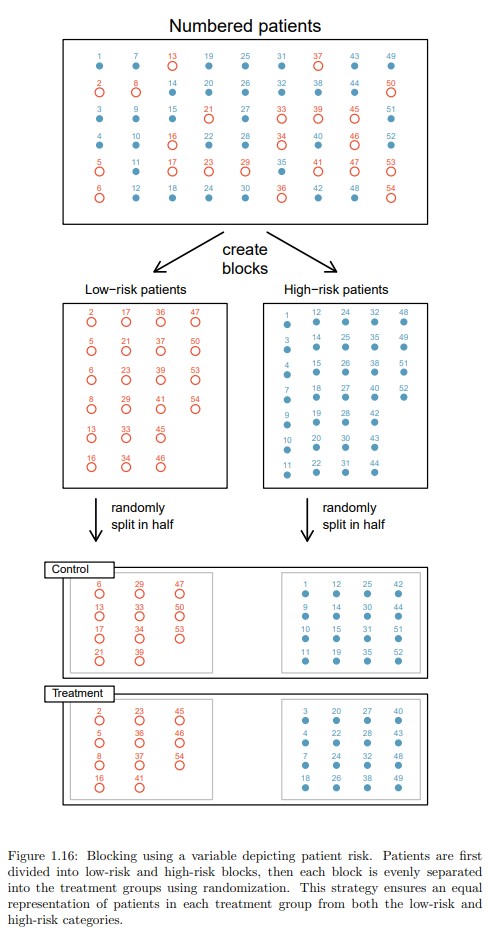 Numbered patients
1 7 13 19 25 31 37 43 49
2 8 14 20 26 32 38 44 50
3 9 15 21 27 33 39 45 51
4 10 16 22 28 34 40 46 52
5 11 17 23 29 35 41 47 53
6 12 18 24 30 36 42 48 54
create
blocks
Low-risk patients
2 17 36 47
5 21 37 50
6 23 39 53
8 29 41 54
13 33 45
16 34 46
High-risk patients
1 12 24 32 48
3 14 25 35 49
4 15 26 38 51
7 18 27 40 52
9 19 28 42
10 20 30 43
11 22 31 44
randomly
split in half
randomly
split in half
Control
6 29 47
13 33 50
17 34 53
21 39
1 12 25 42
9 14 30 44
10 15 31 51
11 19 35 52
Treatment
2 23 45
5 36 46
8 37 54
16 41
3 20 27 40
4 22 28 43
7 24 32 48
18 26 38 49
Figure 1.16: Blocking using a variable depicting patient risk. Patients are first
divided into low-risk and high-risk blocks, then each block is evenly separated
into the treatment groups using randomization. This strategy ensures an equal
representation of patients in each treatment group from both the low-risk and
high-risk categories.